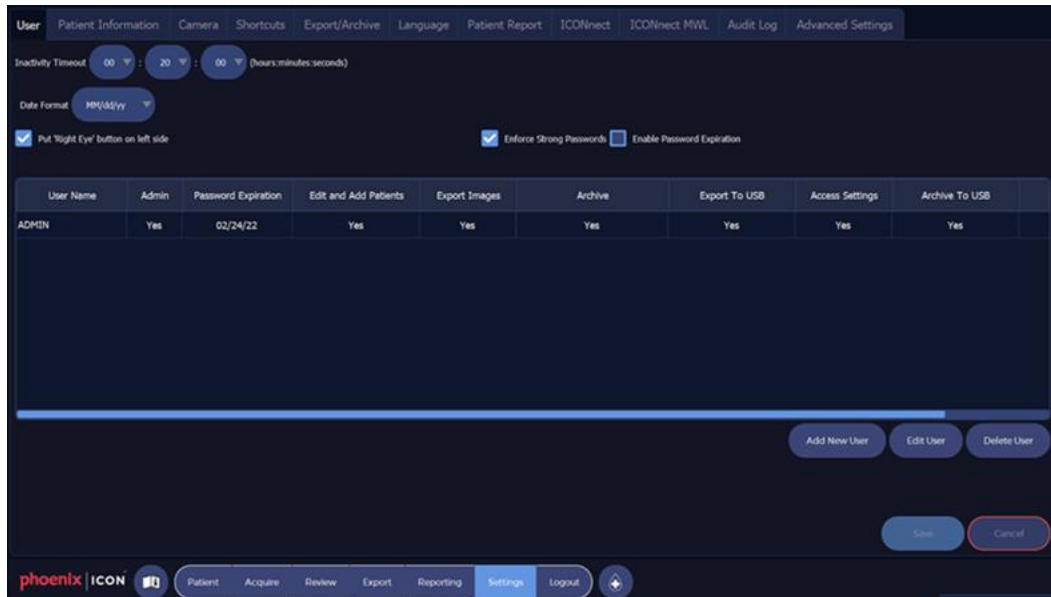 User Patient Information Camera Shortcuts Export/Archive Language Patient Report ICONnect ICONnect MWL Audit Log Advanced Settings
Inactivity Timeout 00 : 20 : 00 (hours:minutes:seconds)
Date Format MM/dd/yy
Put 'Right Eye' button on left side Enforce Strong Passwords Enable Password Expiration
User Name Admin Password Expiration Edit and Add Patients Export Images Archive Export To USB Access Settings Archive To USB
ADMIN Yes 02/24/22 Yes Yes Yes Yes Yes Yes
Add New User Edit User Delete User
Save Cancel
phoenix | ICON Patient Acquire Review Export Reporting Settings Logout